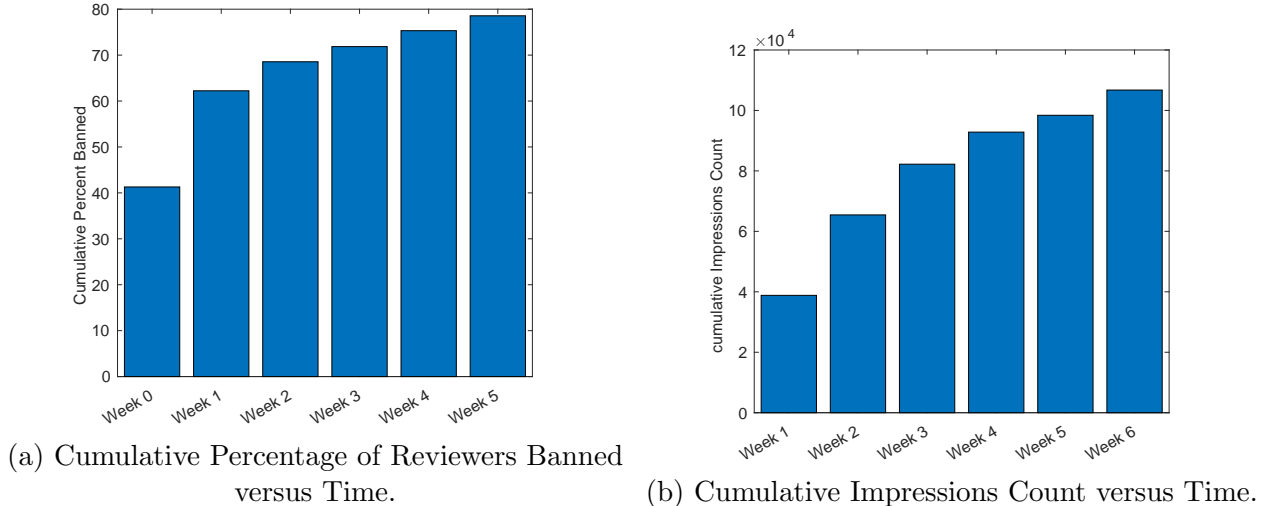 80
70
60
50
40
30
20
10
0
Cumulative Percent Banned
Week 0 Week 1 Week 2 Week 3 Week 4 Week 5
(a) Cumulative Percentage of Reviewers Banned
versus Time.
×10 4
12
10
8
6
4
2
0
cumulative Impressions Count
Week 1 Week 2 Week 3 Week 4 Week 5 Week 6
(b) Cumulative Impressions Count versus Time.